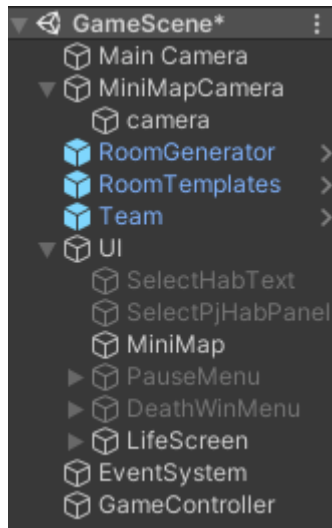 GameScene*
Main Camera
MiniMapCamera
camera
RoomGenerator
RoomTemplates
Team
UI
SelectHabText
SelectPjHabPanel
MiniMap
PauseMenu
DeathWinMenu
LifeScreen
EventSystem
GameController